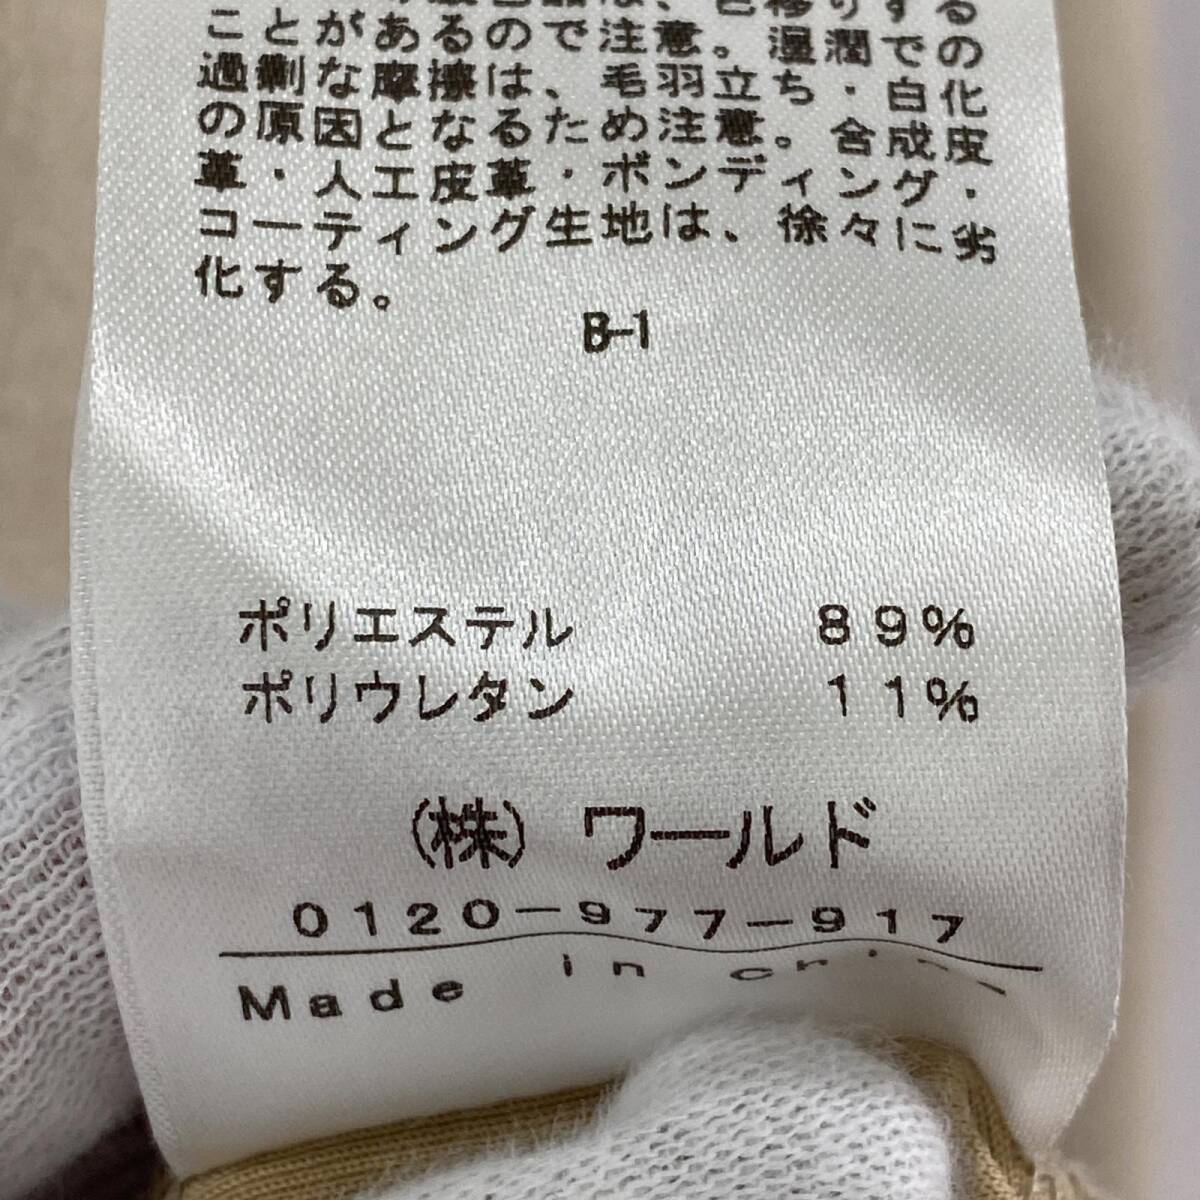 ことがあるので注意。湿潤での
過剰な摩擦は、毛羽立ち・白化
の原因となるため注意。合成皮
革・人工皮革・ボンディング・
コーティング生地は、徐々に劣
化する。
B-1
ポリエステル 89%
ポリウレタン 11%
(株) ワールド
0120-977-917
Made in China